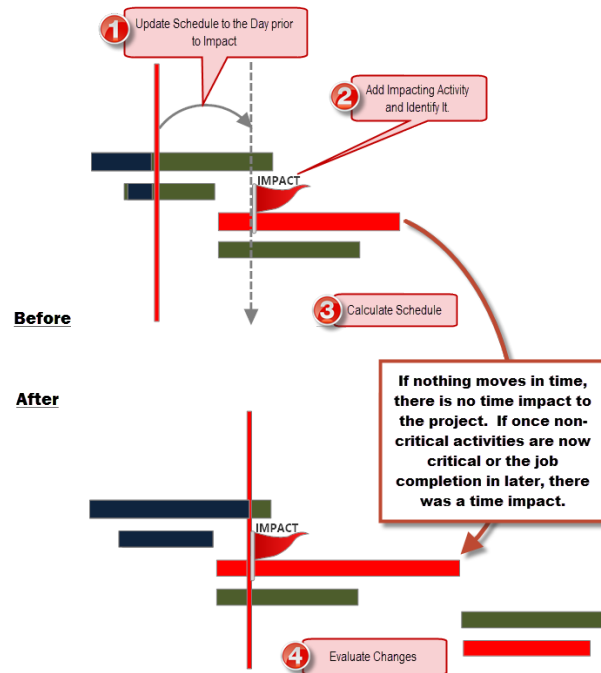 1
Update Schedule to the Day prior
to Impact
2
Add Impacting Activity
and Identify It.
IMPACT
3
Calculate Schedule
Before
After
If nothing moves in time,
there is no time impact to
the project. If once non-
critical activities are now
critical or the job
completion in later, there
was a time impact.
IMPACT
4
Evaluate Changes